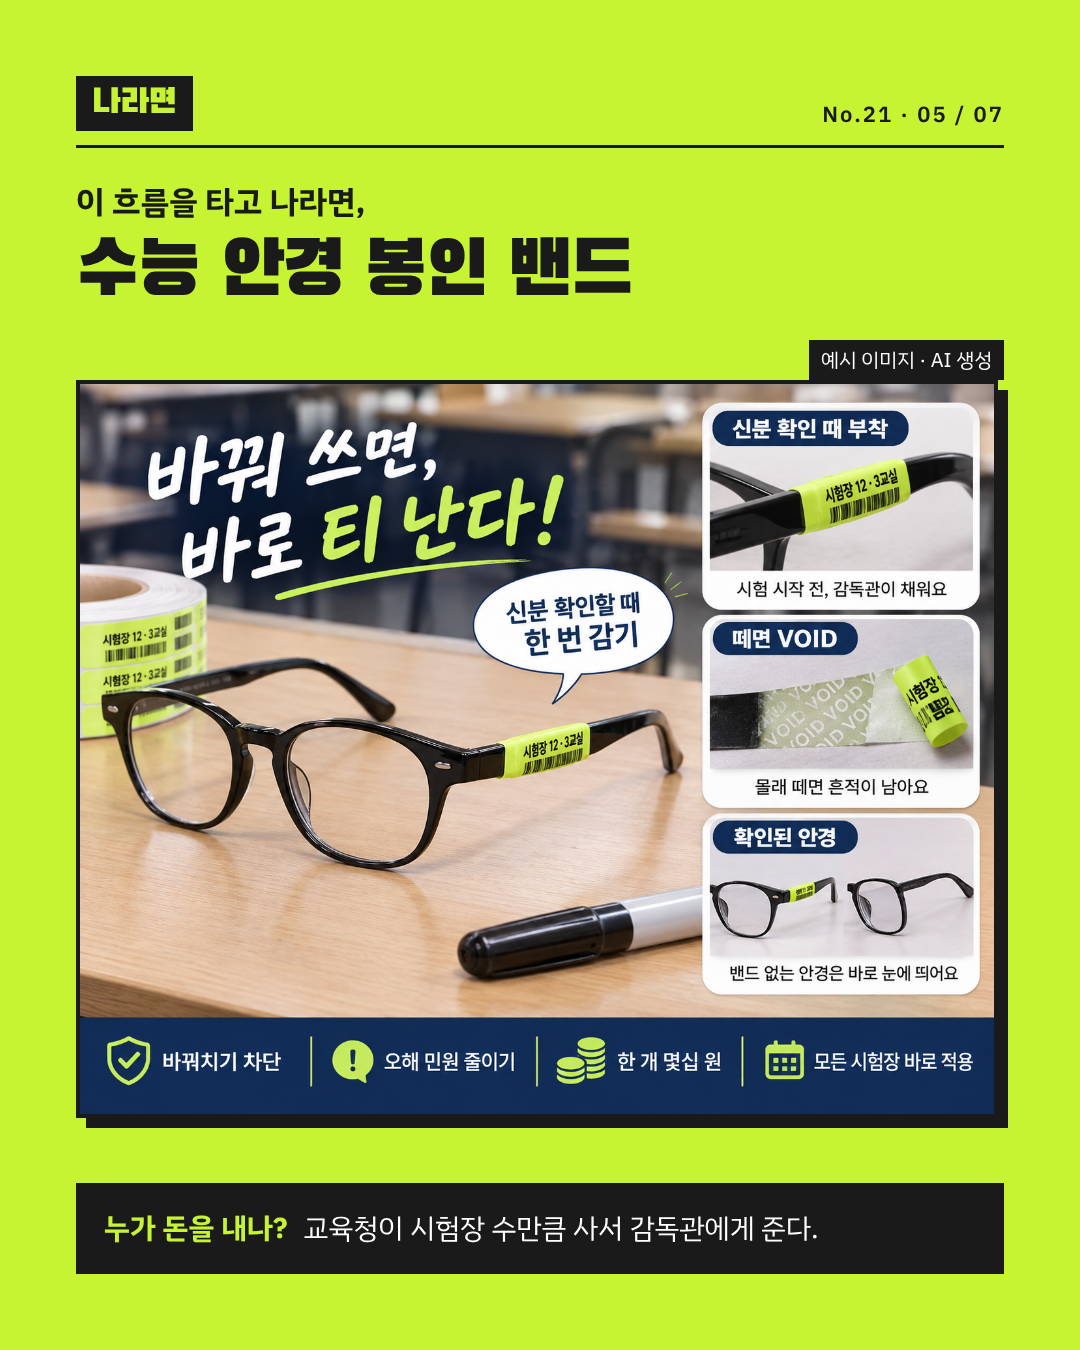 나라면
No.21 · 05 / 07
이 흐름을 타고 나라면,
수능 안경 봉인 밴드
예시 이미지 · AI 생성
바꿔 쓰면,
바로 티 난다!
신분 확인할 때
한 번 감기
시험장 12 · 3교실
시험장 12 · 3교실
시험장 12 · 3교실
신분 확인 때 부착
시험장 12 · 3교실
시험 시작 전, 감독관이 채워요
떼면 VOID
VOID VOID VOID
VOID VOID VOID
시험장
몰래 떼면 흔적이 남아요
확인된 안경
밴드 없는 안경은 바로 눈에 띄어요
바꿔치기 차단
오해 민원 줄이기
한 개 몇십 원
모든 시험장 바로 적용
누가 돈을 내나? 교육청이 시험장 수만큼 사서 감독관에게 준다.